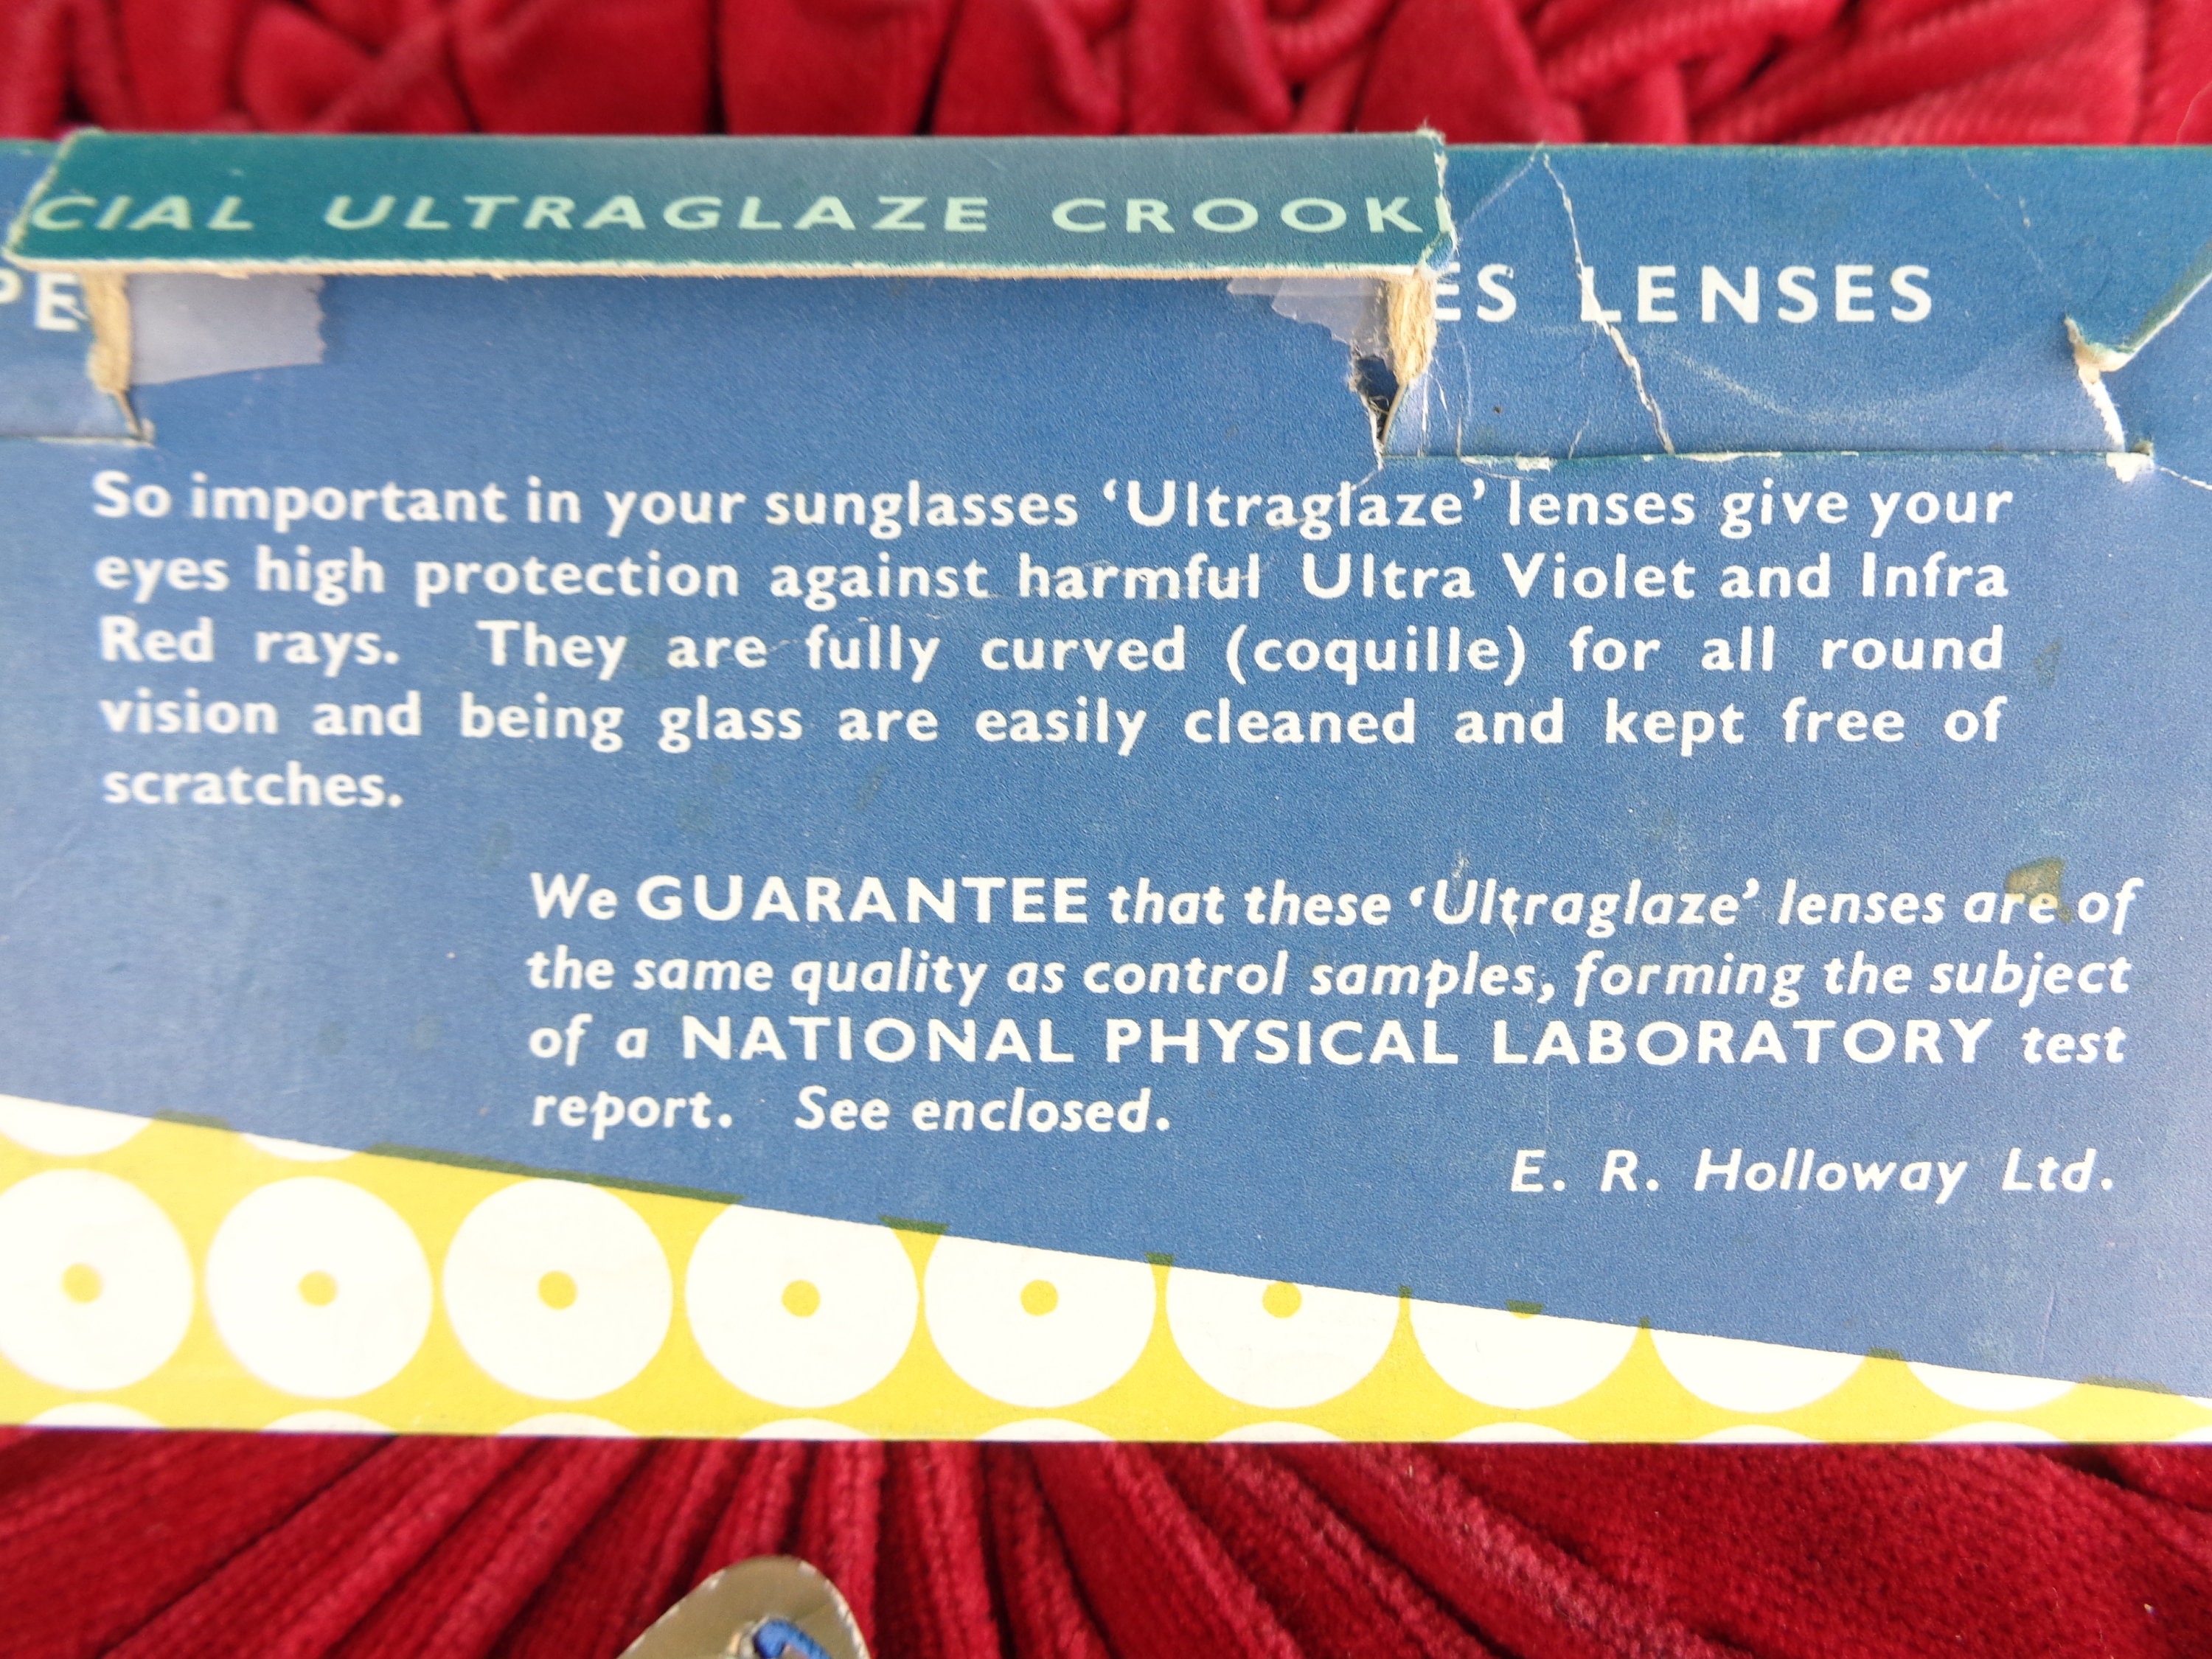 CIAL ULTRAGLAZE CROOK
PE ES LENSES
So important in your sunglasses ‘Ultraglaze’ lenses give your
eyes high protection against harmful Ultra Violet and Infra
Red rays. They are fully curved (coquille) for all round
vision and being glass are easily cleaned and kept free of
scratches.
We GUARANTEE that these ‘Ultraglaze’ lenses are of
the same quality as control samples, forming the subject
of a NATIONAL PHYSICAL LABORATORY test
report. See enclosed.
E. R. Holloway Ltd.